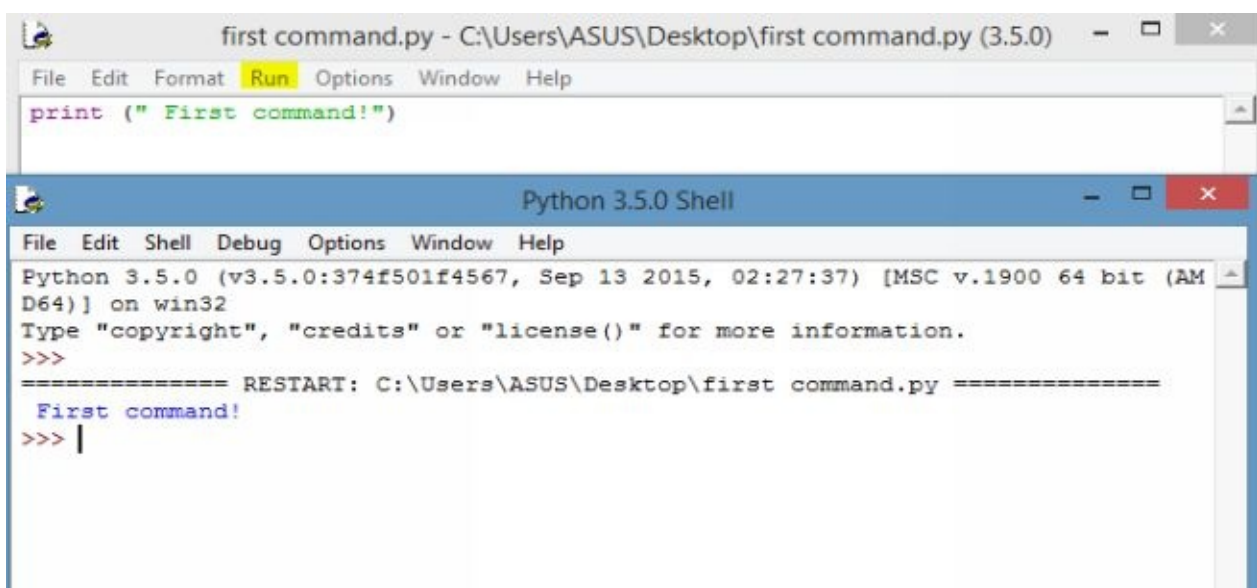 first command.py - C:\Users\ASUS\Desktop\first command.py (3.5.0)
File Edit Format Run Options Window Help
print (" First command!")
Python 3.5.0 Shell
File Edit Shell Debug Options Window Help
Python 3.5.0 (v3.5.0:374f501f4567, Sep 13 2015, 02:27:37) [MSC v.1900 64 bit (AM
D64)] on win32
Type "copyright", "credits" or "license()" for more information.
>>>
============== RESTART: C:\Users\ASUS\Desktop\first command.py ==============
 First command!
>>>